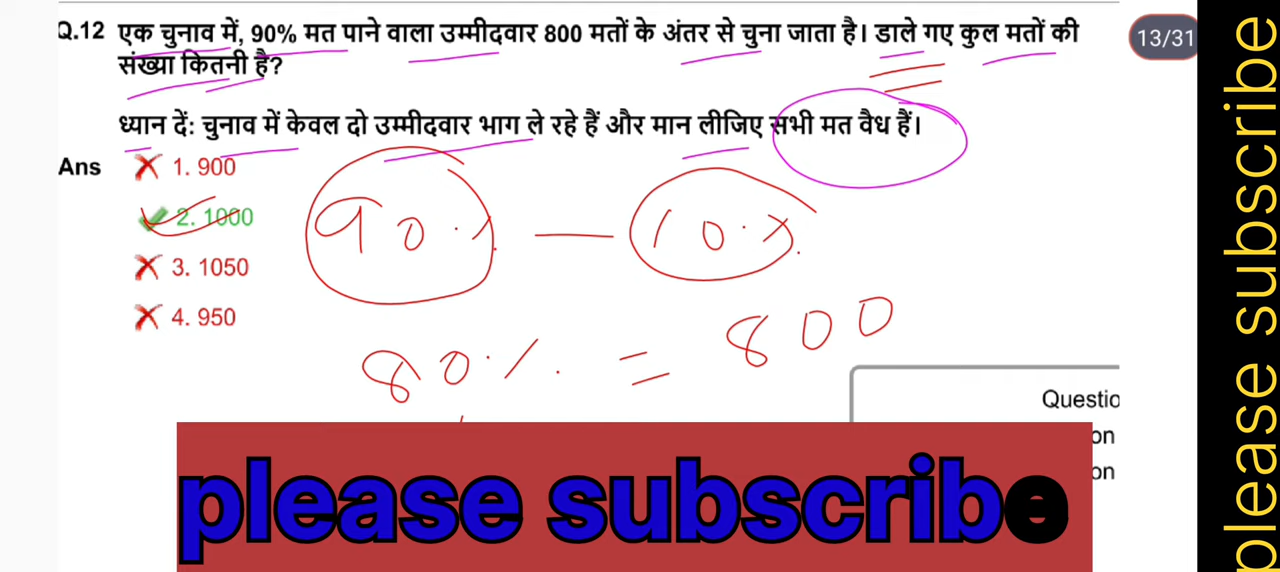 Q.12 एक चुनाव में, 90% मत पाने वाला उम्मीदवार 800 मतों के अंतर से चुना जाता है। डाले गए कुल मतों की
संख्या कितनी है?
13/31
ध्यान दें: चुनाव में केवल दो उम्मीदवार भाग ले रहे हैं और मान लीजिए सभी मत वैध हैं।
Ans 1. 900
2. 1000
3. 1050
4. 950
90% — 10%
80% = 800
Questio
on
on
please subscribe
please subscribe